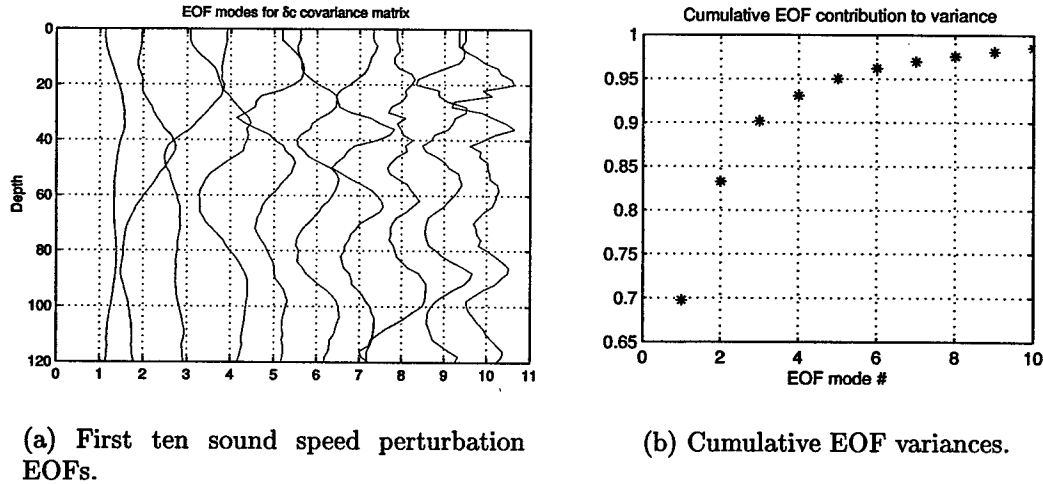 EOF modes for δc covariance matrix
0
20
40
60
80
100
120
Depth
0 1 2 3 4 5 6 7 8 9 10 11
(a) First ten sound speed perturbation
EOFs.
Cumulative EOF contribution to variance
1
0.95
0.9
0.85
0.8
0.75
0.7
0.65
0 2 4 6 8 10
EOF mode #
(b) Cumulative EOF variances.